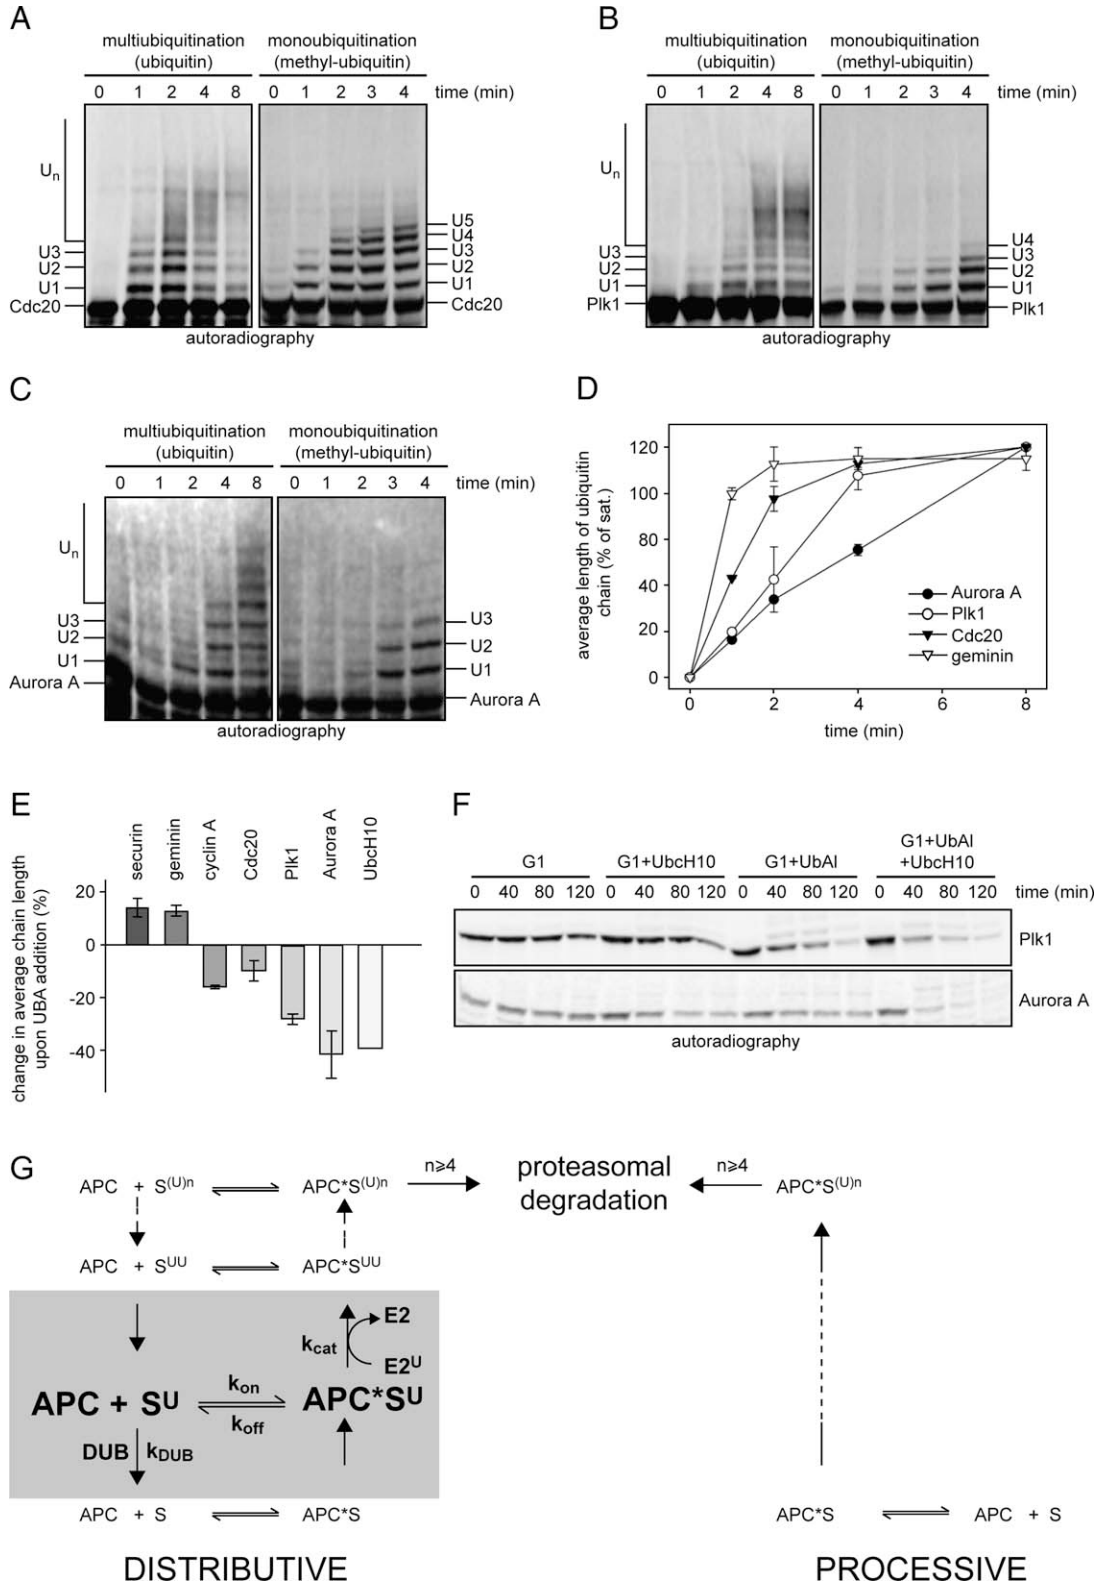 A
multiubiquitination
(ubiquitin)
monoubiquitination
(methyl-ubiquitin)
0 1 2 4 8 0 1 2 3 4 time (min)
Un
U3
U2
U1
Cdc20
U5
U4
U3
U2
U1
Cdc20
autoradiography
B
multiubiquitination
(ubiquitin)
monoubiquitination
(methyl-ubiquitin)
0 1 2 4 8 0 1 2 3 4 time (min)
Un
U3
U2
U1
Plk1
U4
U3
U2
U1
Plk1
autoradiography
C
multiubiquitination
(ubiquitin)
monoubiquitination
(methyl-ubiquitin)
0 1 2 4 8 0 1 2 3 4 time (min)
Un
U3
U2
U1
Aurora A
U3
U2
U1
Aurora A
autoradiography
D
average length of ubiquitin
chain (% of sat.)
120
100
80
40
20
0
Aurora A
Plk1
Cdc20
geminin
0 2 4 6 8
time (min)
E
securin
geminin
cyclin A
Cdc20
Plk1
Aurora A
UbcH10
change in average chain length
upon UBA addition (%)
20
0
-20
-40
F
G1 G1+UbcH10 G1+UbAl G1+UbAl
+UbcH10
0 40 80 120 0 40 80 120 0 40 80 120 0 40 80 120 time (min)
Plk1
Aurora A
autoradiography
G
APC + S(U)n APC*S(U)n n≥4 proteasomal
degradation n≥4 APC*S(U)n
APC + SUU APC*SUU
kcat E2
E2U
APC + SU kon
koff APC*SU
DUB kDUB
APC + S APC*S
APC*S APC + S
DISTRIBUTIVE
PROCESSIVE